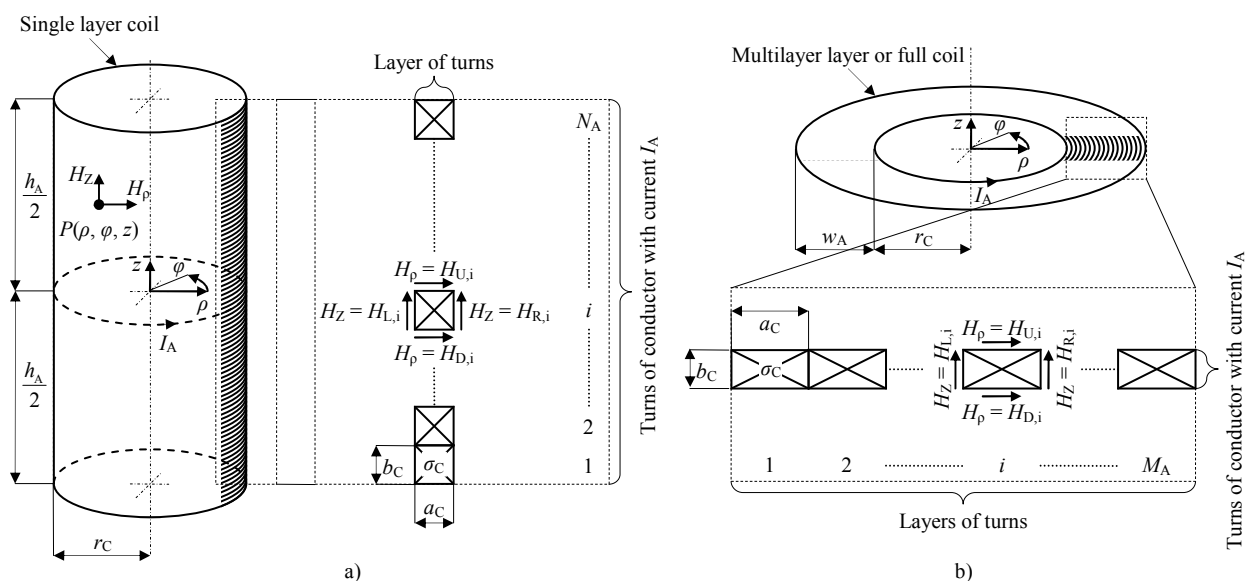 Single layer coil
Layer of turns
h_A
2
h_A
2
H_Z
H_ρ
P(ρ, φ, z)
z
φ
ρ
I_A
r_C
N_A
H_ρ = H_U,i
H_Z = H_L,i
H_Z = H_R,i
i
H_ρ = H_D,i
2
b_C
σ_C
1
a_C
Turns of conductor with current I_A
a)
Multilayer layer or full coil
z
φ
ρ
I_A
w_A
r_C
a_C
b_C
σ_C
H_Z = H_L,i
H_ρ = H_U,i
H_Z = H_R,i
H_ρ = H_D,i
1 2 i M_A
Layers of turns
Turns of conductor with current I_A
b)